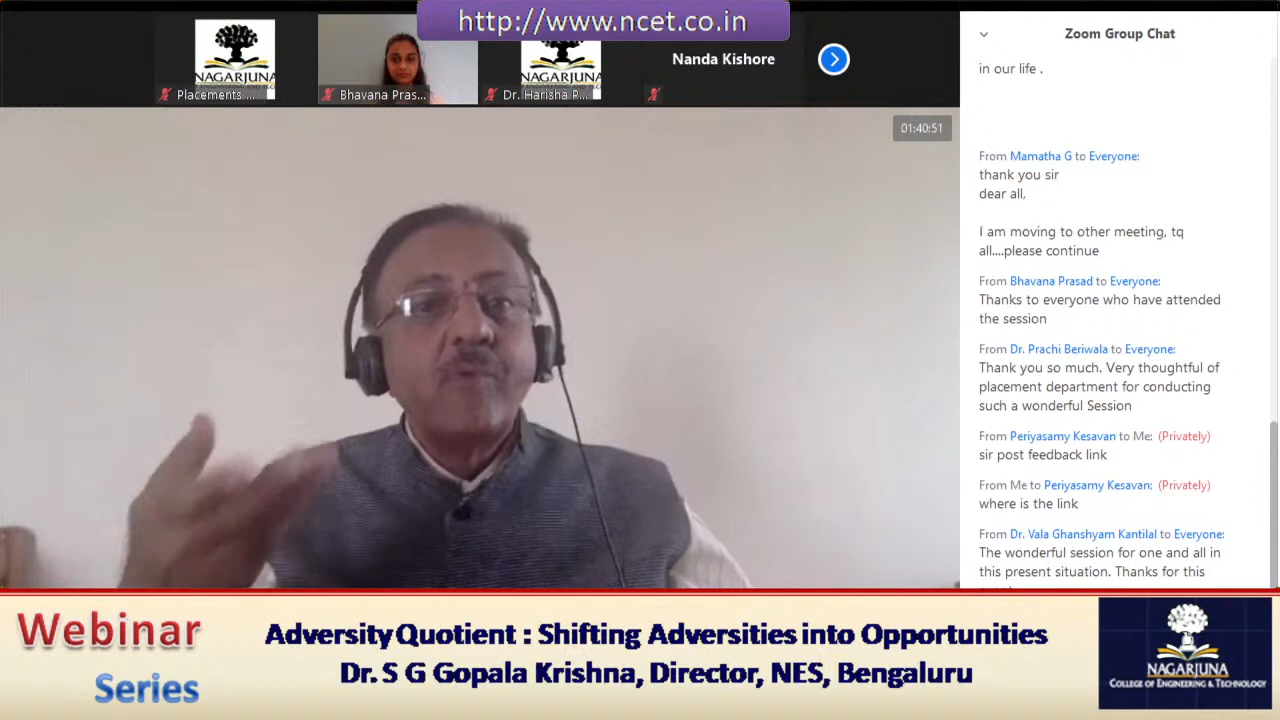 http://www.ncet.co.in
NAGARJUNA
Placements ...
Bhavana Pras...
NAGARJUNA
Dr. Harisha P...
Nanda Kishore
01:40:51
Zoom Group Chat
in our life .
From Mamatha G to Everyone:
thank you sir
dear all,
I am moving to other meeting, tq
all....please continue
From Bhavana Prasad to Everyone:
Thanks to everyone who have attended
the session
From Dr. Prachi Beriwala to Everyone:
Thank you so much. Very thoughtful of
placement department for conducting
such a wonderful Session
From Periyasamy Kesavan to Me: (Privately)
sir post feedback link
From Me to Periyasamy Kesavan: (Privately)
where is the link
From Dr. Vala Ghanshyam Kantilal to Everyone:
The wonderful session for one and all in
this present situation. Thanks for this
Webinar
Series
Adversity Quotient : Shifting Adversities into Opportunities
Dr. S G Gopala Krishna, Director, NES, Bengaluru
NAGARJUNA
COLLEGE OF ENGINEERING & TECHNOLOGY